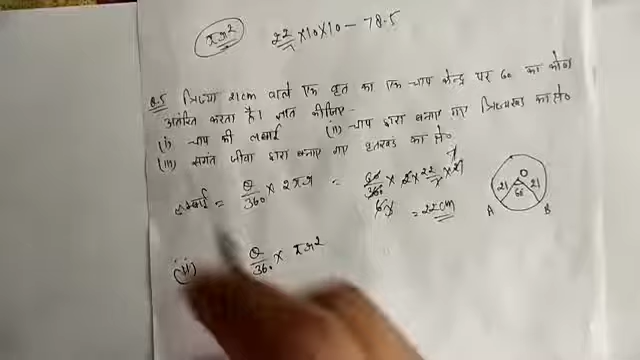 πr²
22 × 10 × 10 − 78.5
Q.5 त्रिज्या 21cm वाले एक वृत का एक चाप केन्द्र पर 60 का कोण
अंतरित करता है। ज्ञात कीजिए -
(i) चाप की लम्बाई (ii) चाप द्वारा बनाए गए त्रिज्यखंड का क्षे०
(iii) संगत जीवा द्वारा बनाए गए वृतखंड का क्षे०
लम्बाई = θ/360 × 2πr = 60/360 × 2 × 22/7 × 21
= 22 cm
O
21 60 21
A B
(ii) θ/360 × πr²